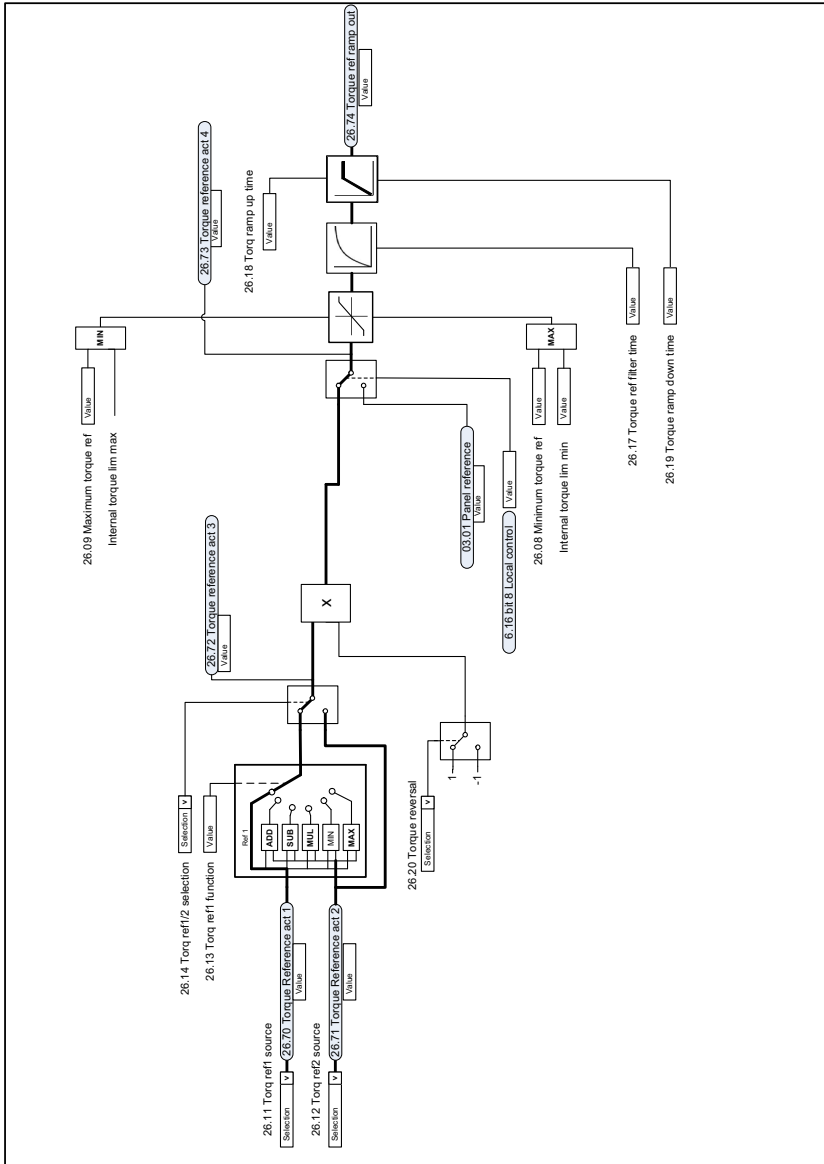 26.73 Torque reference act 4
Value
26.74 Torque ref ramp out
Value
26.18 Torq ramp up time
Value
MIN
Value
26.09 Maximum torque ref
Internal torque lim max
MAX
Value
26.08 Minimum torque ref
Value
Internal torque lim min
Value
26.17 Torque ref filter time
Value
26.19 Torque ramp down time
26.72 Torque reference act 3
Value
X
03.01 Panel reference
Value
6.16 bit 8 Local control
Value
26.14 Torq ref1/2 selection
Selection v
26.13 Torq ref1 function
Value
Ref 1
ADD
SUB
MUL
MIN
MAX
26.20 Torque reversal
Selection v
1
-1
26.11 Torq ref1 source
Selection v
26.70 Torque Reference act 1
Value
26.12 Torq ref2 source
Selection v
26.71 Torque Reference act 2
Value